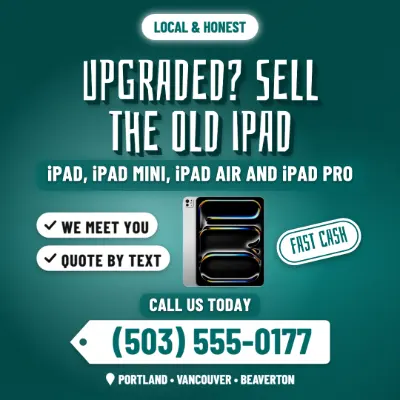 LOCAL & HONEST
UPGRADED? SELL
THE OLD IPAD
iPAD, iPAD MINI, iPAD AIR AND iPAD PRO
WE MEET YOU
QUOTE BY TEXT
FAST CASH
CALL US TODAY
(503) 555-0177
PORTLAND • VANCOUVER • BEAVERTON